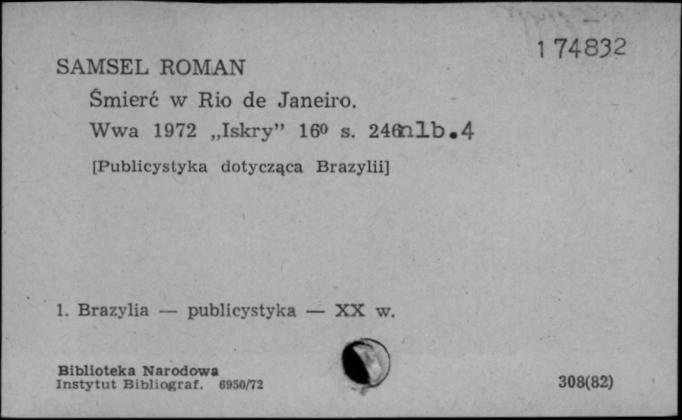 1 74832
SAMSEL ROMAN
Śmierć w Rio de Janeiro.
Wwa 1972 „Iskry” 16⁰ s. 246nlb.4
[Publicystyka dotycząca Brazylii]
1. Brazylia — publicystyka — XX w.
Biblioteka Narodowa
Instytut Bibliograf. 6950/72
308(82)